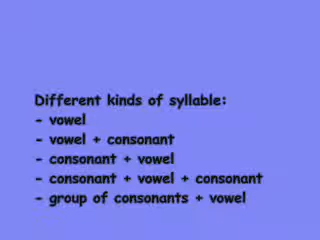 Different kinds of syllable:
- vowel
- vowel + consonant
- consonant + vowel
- consonant + vowel + consonant
- group of consonants + vowel